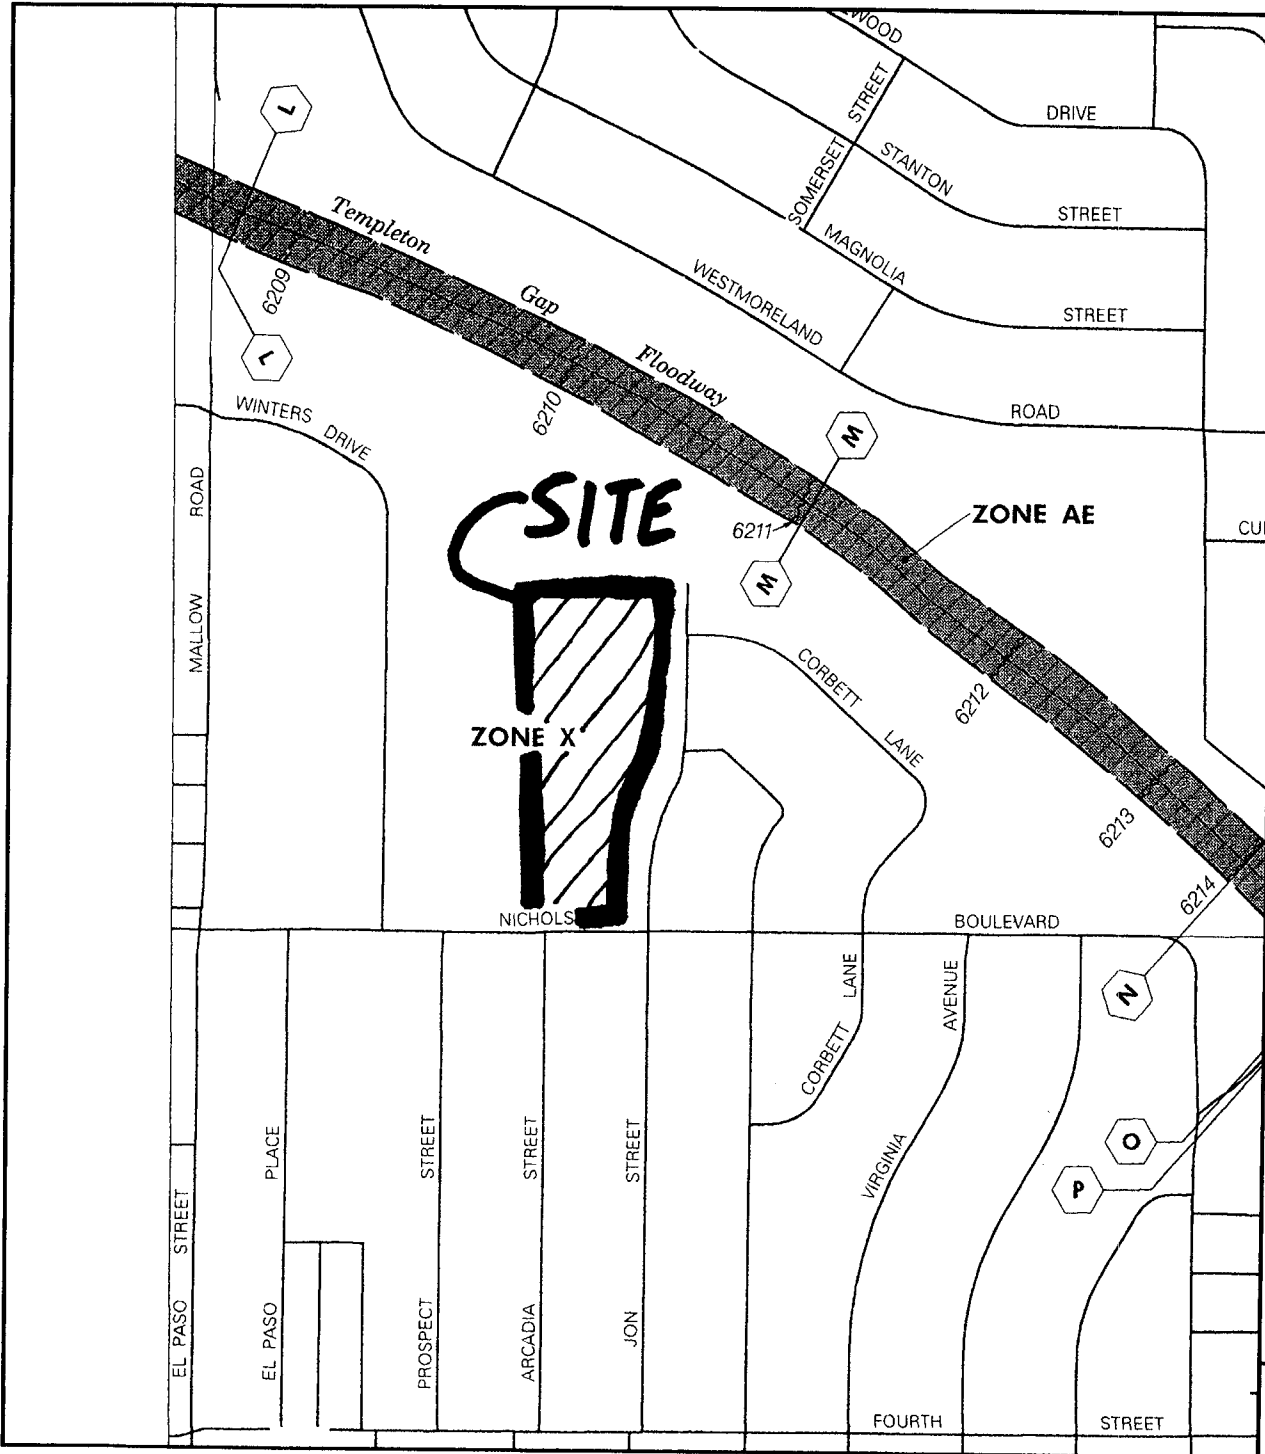 WOOD
DRIVE
STREET
SOMERSET
STANTON
STREET
MAGNOLIA
STREET
L
Templeton
Gap
Floodway
WESTMORELAND
ROAD
6209
L
6210
WINTERS DRIVE
MALLOW ROAD
M
SITE
6211
ZONE AE
CU
M
CORBETT
LANE
6212
ZONE X
6213
6214
NICHOLS
BOULEVARD
N
CORBETT LANE
VIRGINIA AVENUE
O
P
EL PASO STREET
EL PASO PLACE
PROSPECT STREET
ARCADIA STREET
JON STREET
FOURTH STREET